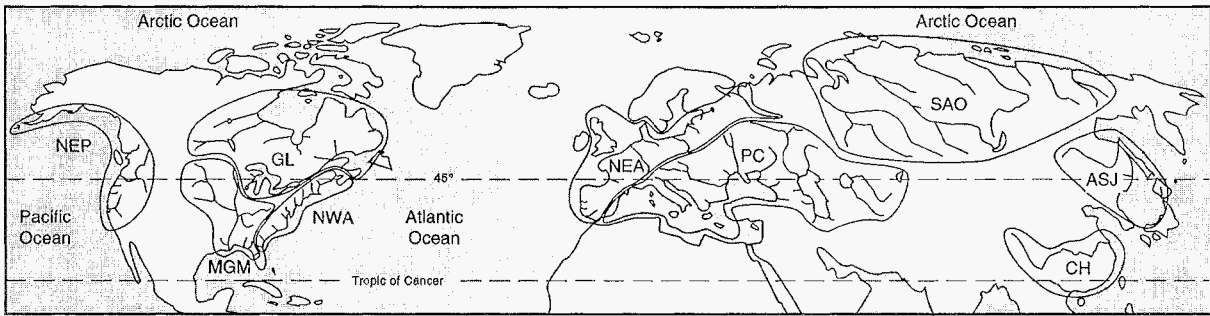 Arctic Ocean
Arctic Ocean
SAO
NEP
GL
NEA
PC
45°
ASJ
Pacific
Ocean
NWA
Atlantic
Ocean
MGM
CH
Tropic of Cancer